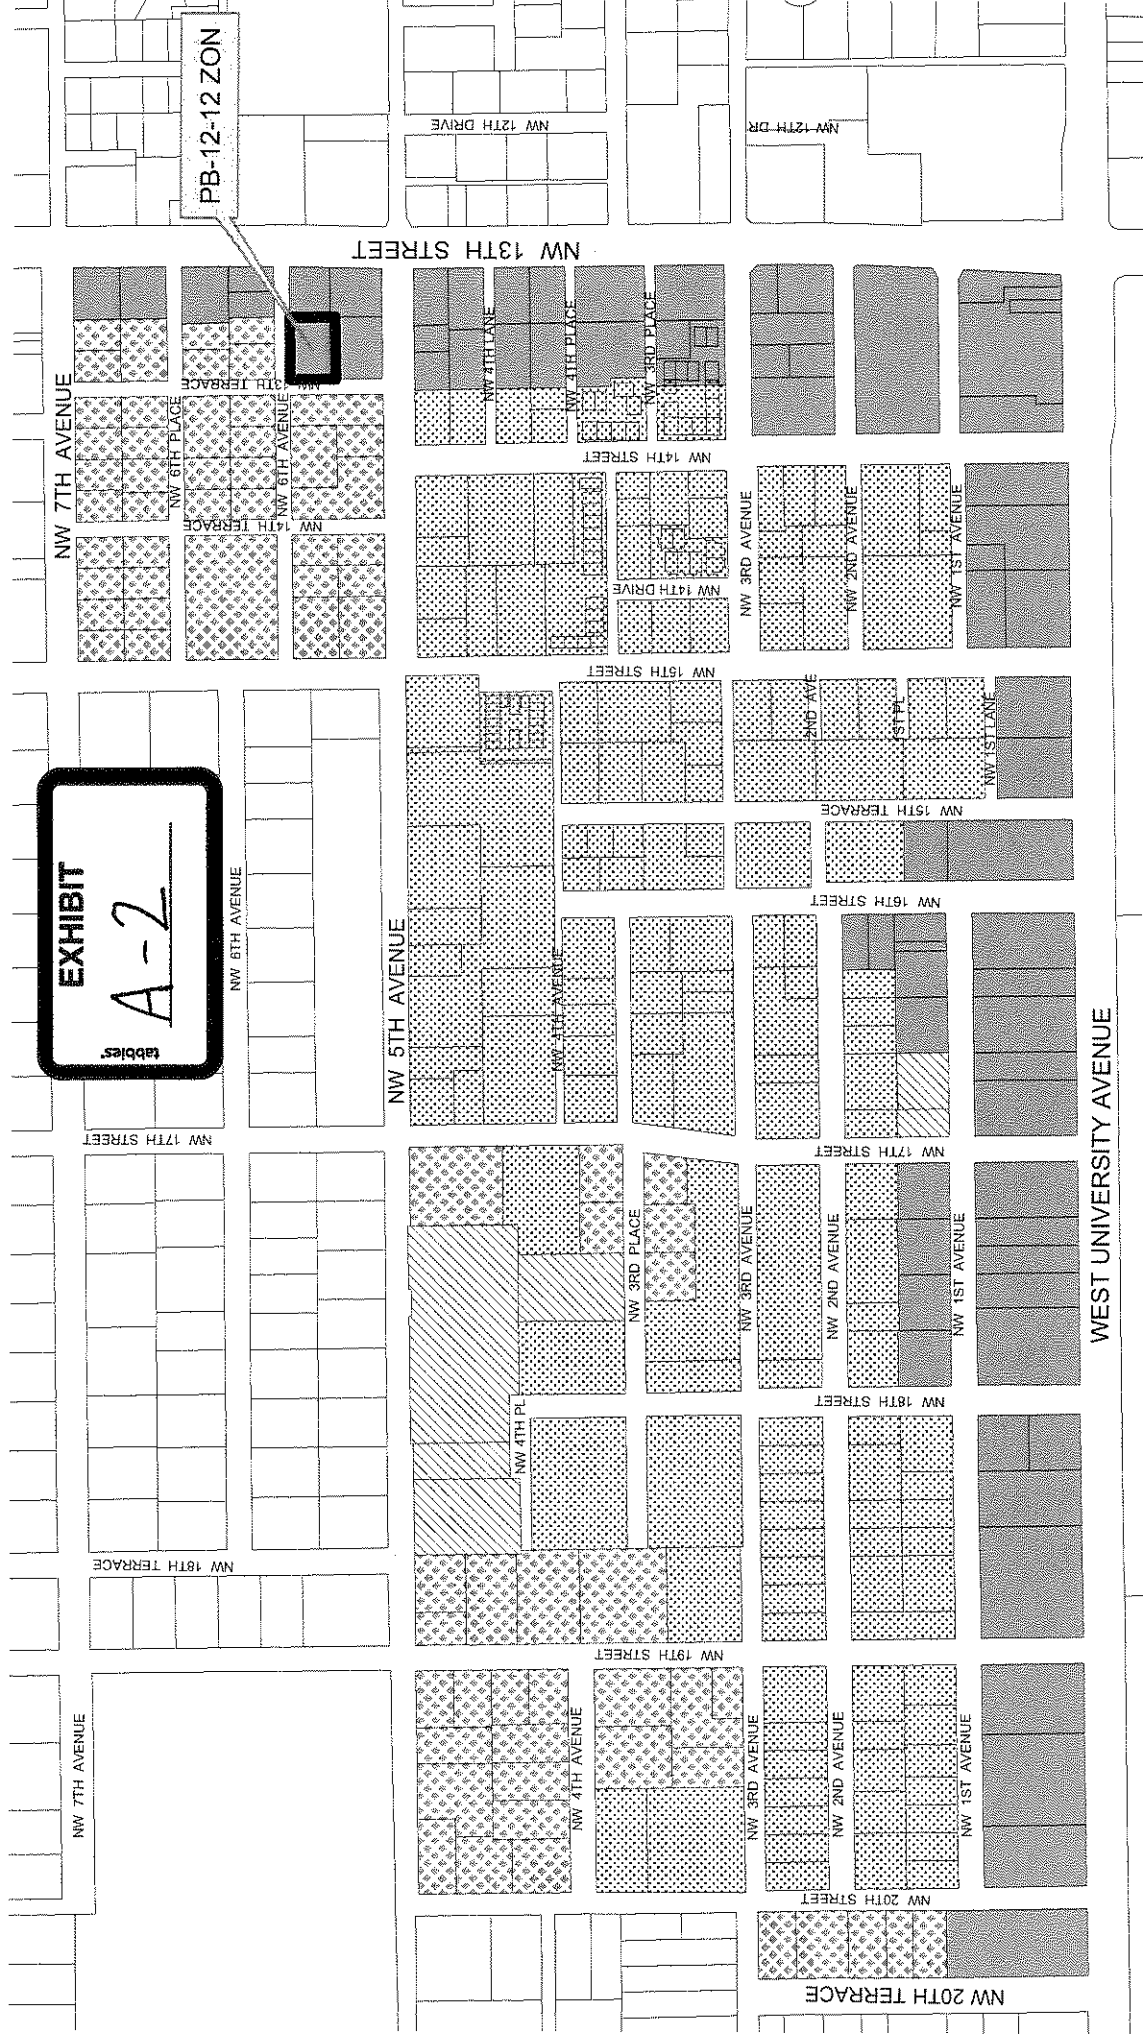 EXHIBIT
A-2
tabbies'
PB-12-12 ZON
NW 13TH STREET
NW 12TH DRIVE
NW 12TH DR
NW 7TH AVENUE
NW 6TH PLACE
NW 6TH AVENUE
NW 13TH TERRACE
NW 14TH TERRACE
NW 4TH LANE
NW 4TH PLACE
NW 3RD PLACE
NW 14TH STREET
NW 14TH DRIVE
NW 3RD AVENUE
2ND AVENUE
NW 1ST AVENUE
NW 15TH STREET
2ND AVE
1ST PL
NW 1ST LANE
NW 15TH TERRACE
NW 16TH STREET
NW 6TH AVENUE
NW 5TH AVENUE
NW 4TH AVENUE
NW 17TH STREET
NW 17TH STREET
NW 3RD PLACE
NW 3RD AVENUE
NW 2ND AVENUE
NW 1ST AVENUE
WEST UNIVERSITY AVENUE
NW 18TH STREET
NW 4TH PL
NW 18TH TERRACE
NW 19TH STREET
NW 7TH AVENUE
NW 4TH AVENUE
NW 3RD AVENUE
NW 2ND AVENUE
NW 1ST AVENUE
NW 20TH STREET
NW 20TH TERRACE